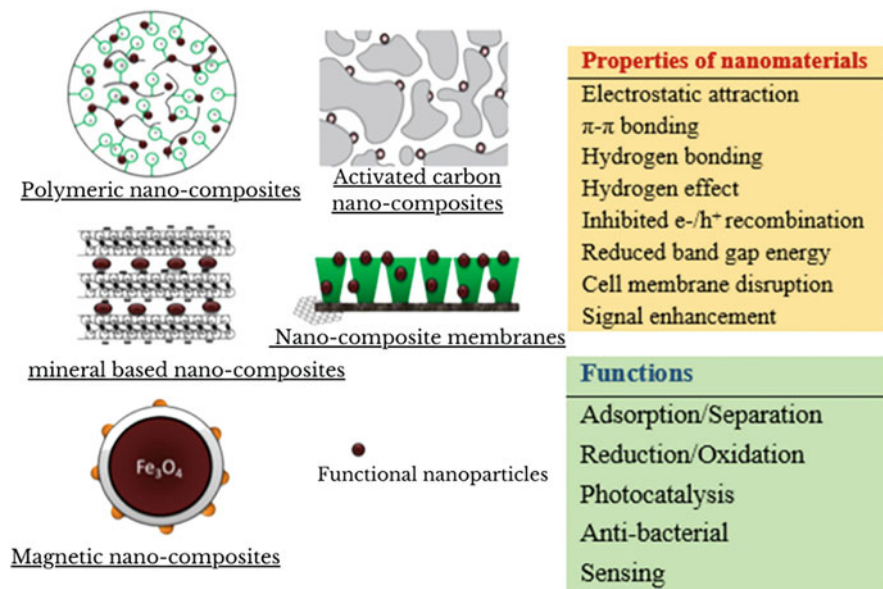 Polymeric nano-composites
Activated carbon
nano-composites
mineral based nano-composites
Nano-composite membranes
Fe₃O₄
Magnetic nano-composites
Functional nanoparticles
Properties of nanomaterials
Electrostatic attraction
π-π bonding
Hydrogen bonding
Hydrogen effect
Inhibited e-/h⁺ recombination
Reduced band gap energy
Cell membrane disruption
Signal enhancement
Functions
Adsorption/Separation
Reduction/Oxidation
Photocatalysis
Anti-bacterial
Sensing